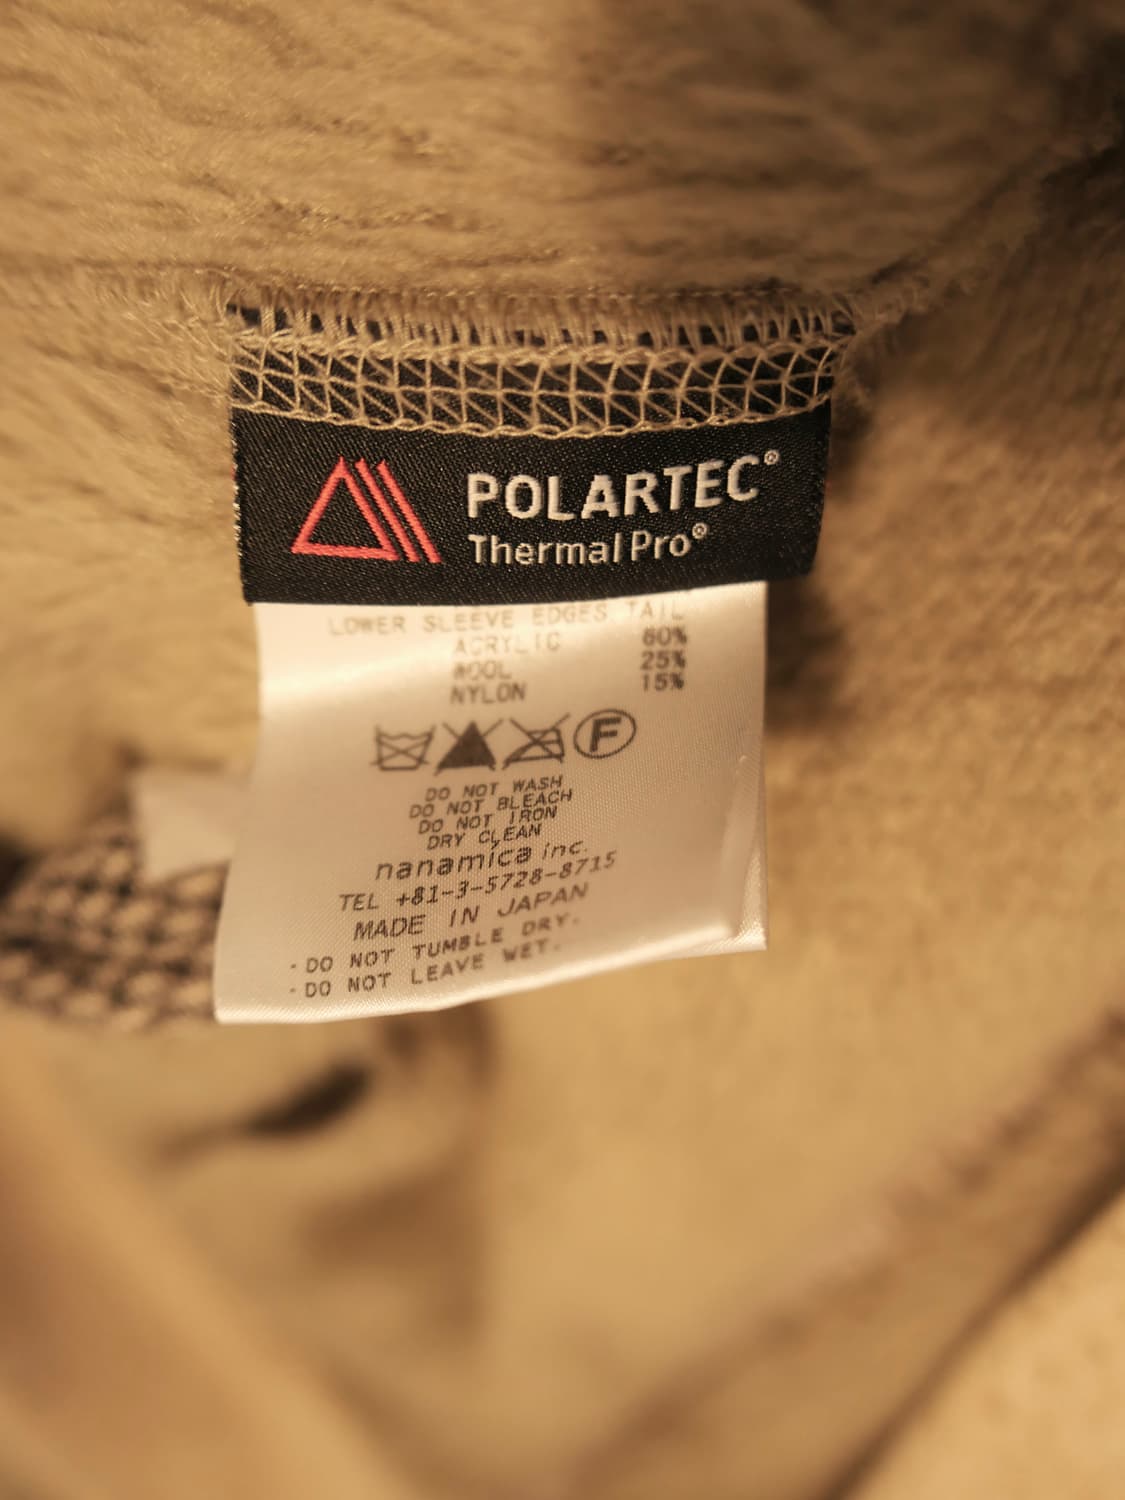 POLARTEC®
Thermal Pro®
LOWER SLEEVE EDGES TAIL
ACRYLIC 60%
WOOL 25%
NYLON 15%
F
DO NOT WASH
DO NOT BLEACH
DO NOT IRON
DRY CLEAN
nanamica inc.
TEL +81-3-5728-8715
MADE IN JAPAN
・DO NOT TUMBLE DRY.
・DO NOT LEAVE WET.